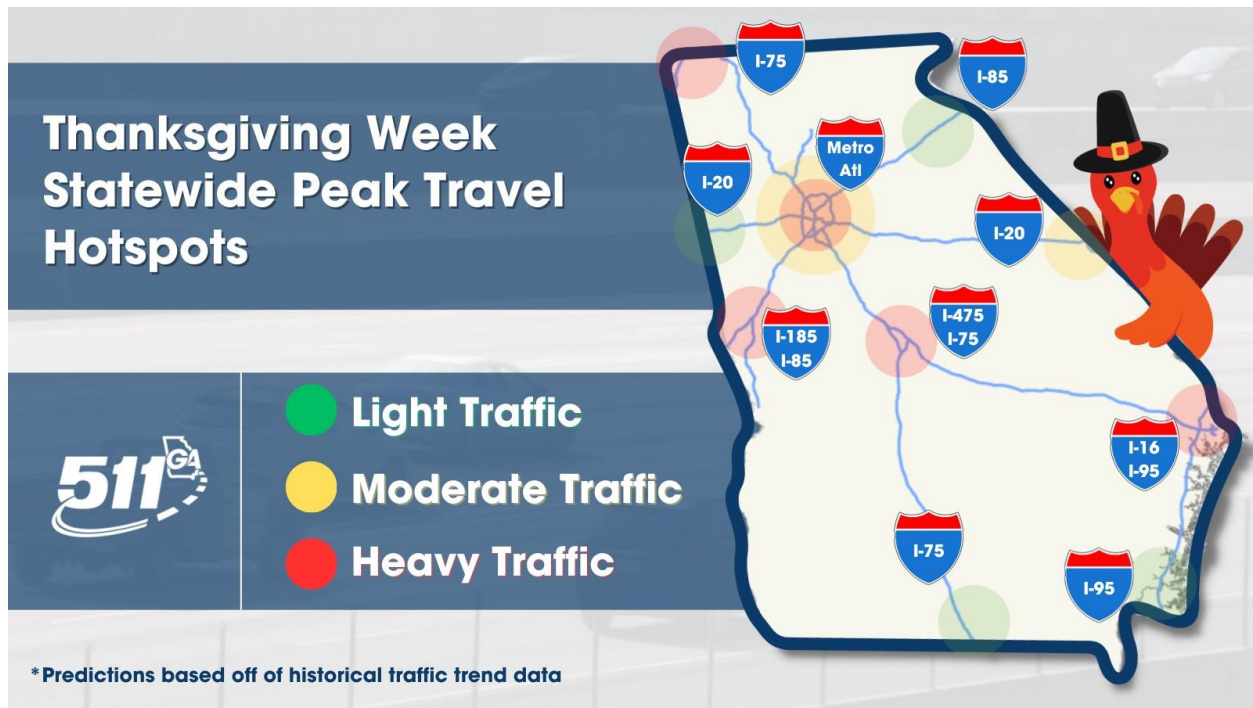 Thanksgiving Week
Statewide Peak Travel
Hotspots
511
GA
Light Traffic
Moderate Traffic
Heavy Traffic
*Predictions based off of historical traffic trend data
I-75
I-85
Metro
Atl
I-20
I-20
I-475
I-75
I-185
I-85
I-16
I-95
I-75
I-95